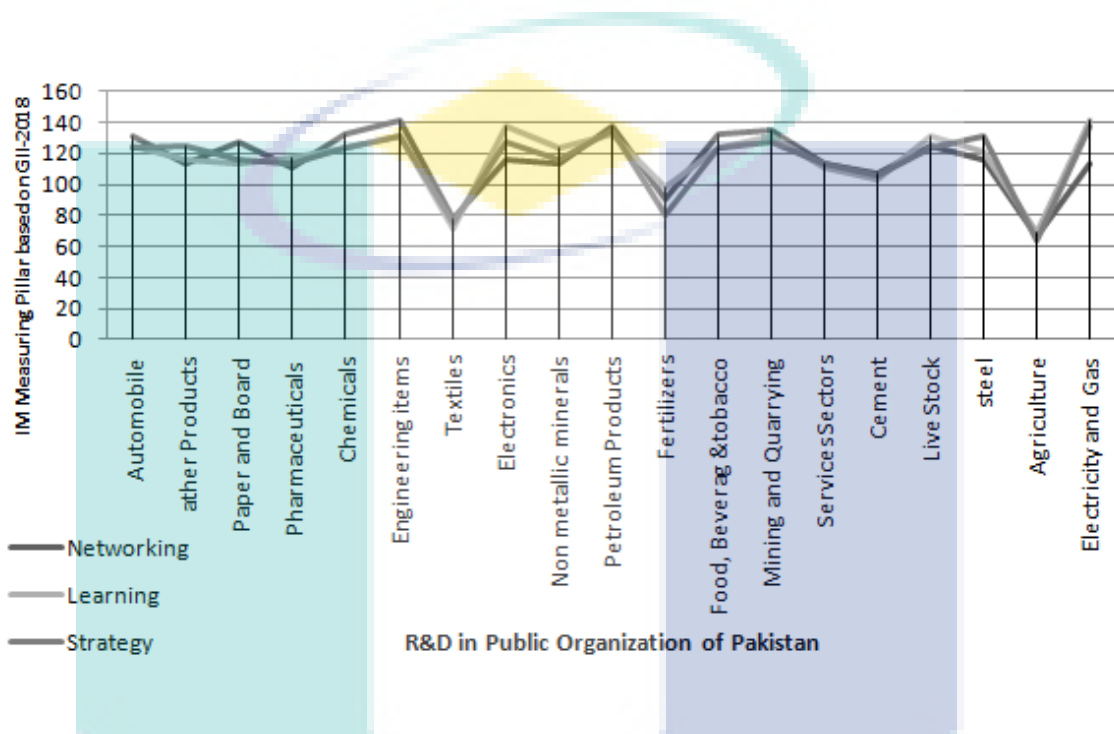 IM Measuring Pillar based on GII-2018
160
140
120
100
80
60
40
20
0
Automobile
ather Products
Paper and Board
Pharmaceuticals
Chemicals
Engineering items
Textiles
Electronics
Non metallic minerals
Petroleum Products
Fertilizers
Food, Beverag &tobacco
Mining and Quarrying
Services Sectors
Cement
Live Stock
steel
Agriculture
Electricity and Gas
Networking
Learning
Strategy
R&D in Public Organization of Pakistan